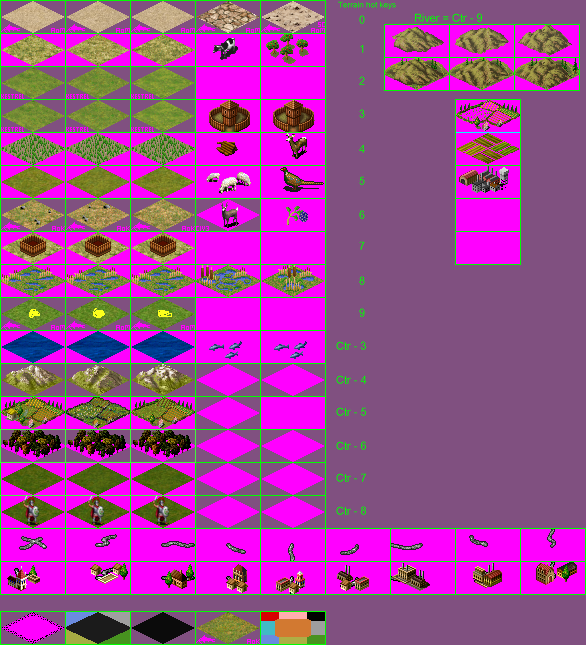 Terrain hot keys
0
River = Ctr - 9
1
2
3
4
5
6
7
8
9
Ctr - 3
Ctr - 4
Ctr - 5
Ctr - 6
Ctr - 7
Ctr - 8